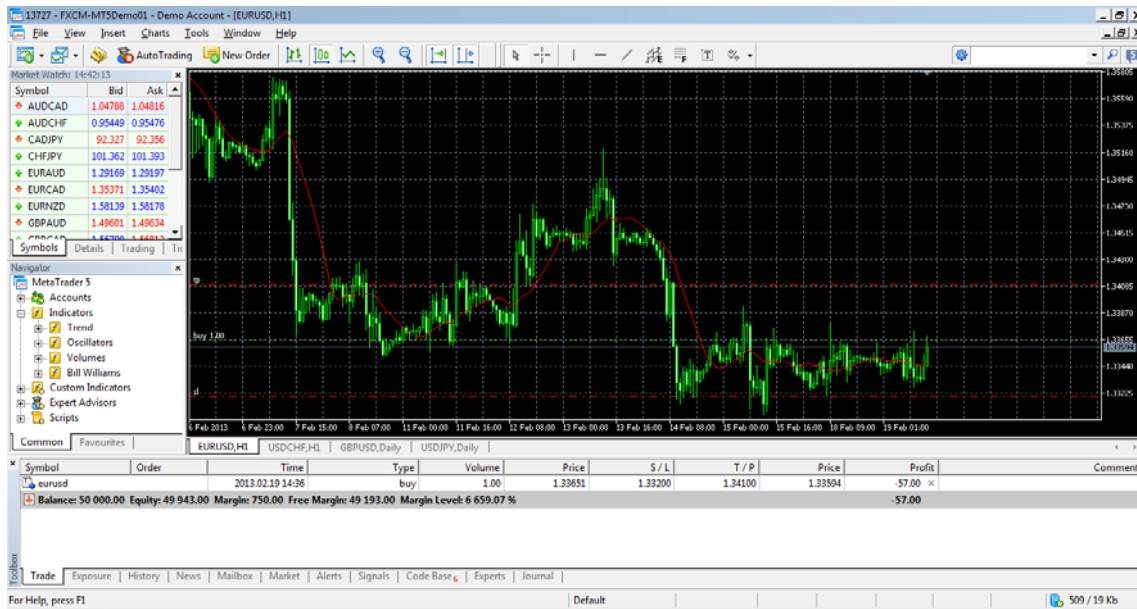 13727 - FXCM-MT5Demo01 - Demo Account - [EURUSD,H1]
File View Insert Charts Tools Window Help
AutoTrading New Order
Market Watch: 14:42:13
Symbol Bid Ask
AUDCAD 1.04788 1.04816
AUDCHF 0.95449 0.95476
CADJPY 92.327 92.356
CHFJPY 101.362 101.393
EURAUD 1.29169 1.29197
EURCAD 1.35371 1.35402
EURNZD 1.58139 1.58178
GBPAUD 1.49601 1.49634
Symbols Details Trading Tic
Navigator
MetaTrader 5
Accounts
Indicators
Trend
Oscillators
Volumes
Bill Williams
Custom Indicators
Expert Advisors
Scripts
Common Favourites
1.35805
1.35590
1.35375
1.35160
1.34945
1.34730
1.34515
1.34300
1.34085
1.33870
1.33655
1.33594
1.33440
1.33225
tp
buy 1.00
sl
6 Feb 2013 6 Feb 23:00 7 Feb 15:00 8 Feb 07:00 11 Feb 00:00 11 Feb 16:00 12 Feb 08:00 13 Feb 00:00 13 Feb 16:00 14 Feb 08:00 15 Feb 00:00 15 Feb 16:00 18 Feb 09:00 19 Feb 01:00
EURUSD,H1 USDCHF,H1 GBPUSD,Daily USDJPY,Daily
Symbol Order Time Type Volume Price S / L T / P Price Profit Comment
eurusd 2013.02.19 14:36 buy 1.00 1.33651 1.33200 1.34100 1.33594 -57.00
Balance: 50 000.00 Equity: 49 943.00 Margin: 750.00 Free Margin: 49 193.00 Margin Level: 6 659.07 % -57.00
Toolbox
Trade Exposure History News Mailbox Market Alerts Signals Code Base 6 Experts Journal
For Help, press F1 Default 509 / 19 Kb